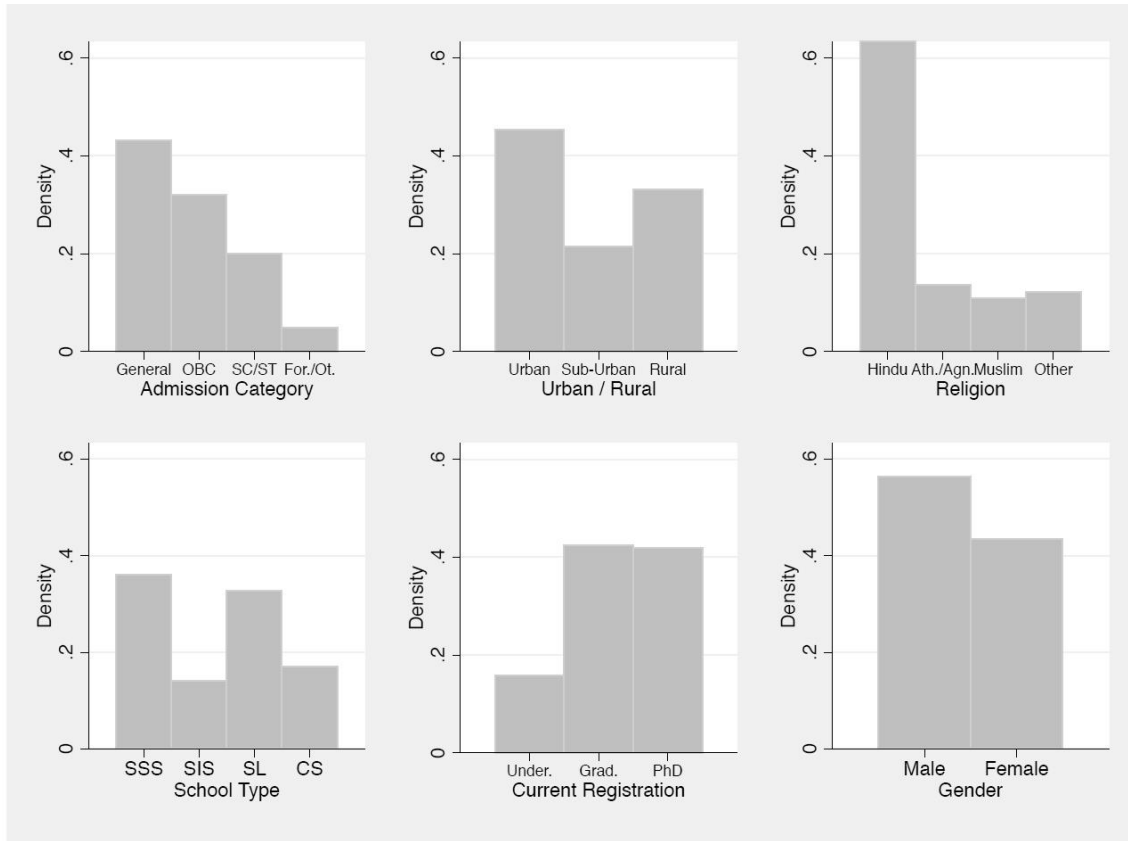 Density
.6
.4
.2
0
General OBC SC/ST For./Ot.
Admission Category
Density
.6
.4
.2
0
Urban Sub-Urban Rural
Urban / Rural
Density
.6
.4
.2
0
Hindu Ath./Agn. Muslim Other
Religion
Density
.6
.4
.2
0
SSS SIS SL CS
School Type
Density
.6
.4
.2
0
Under. Grad. PhD
Current Registration
Density
.6
.4
.2
0
Male Female
Gender